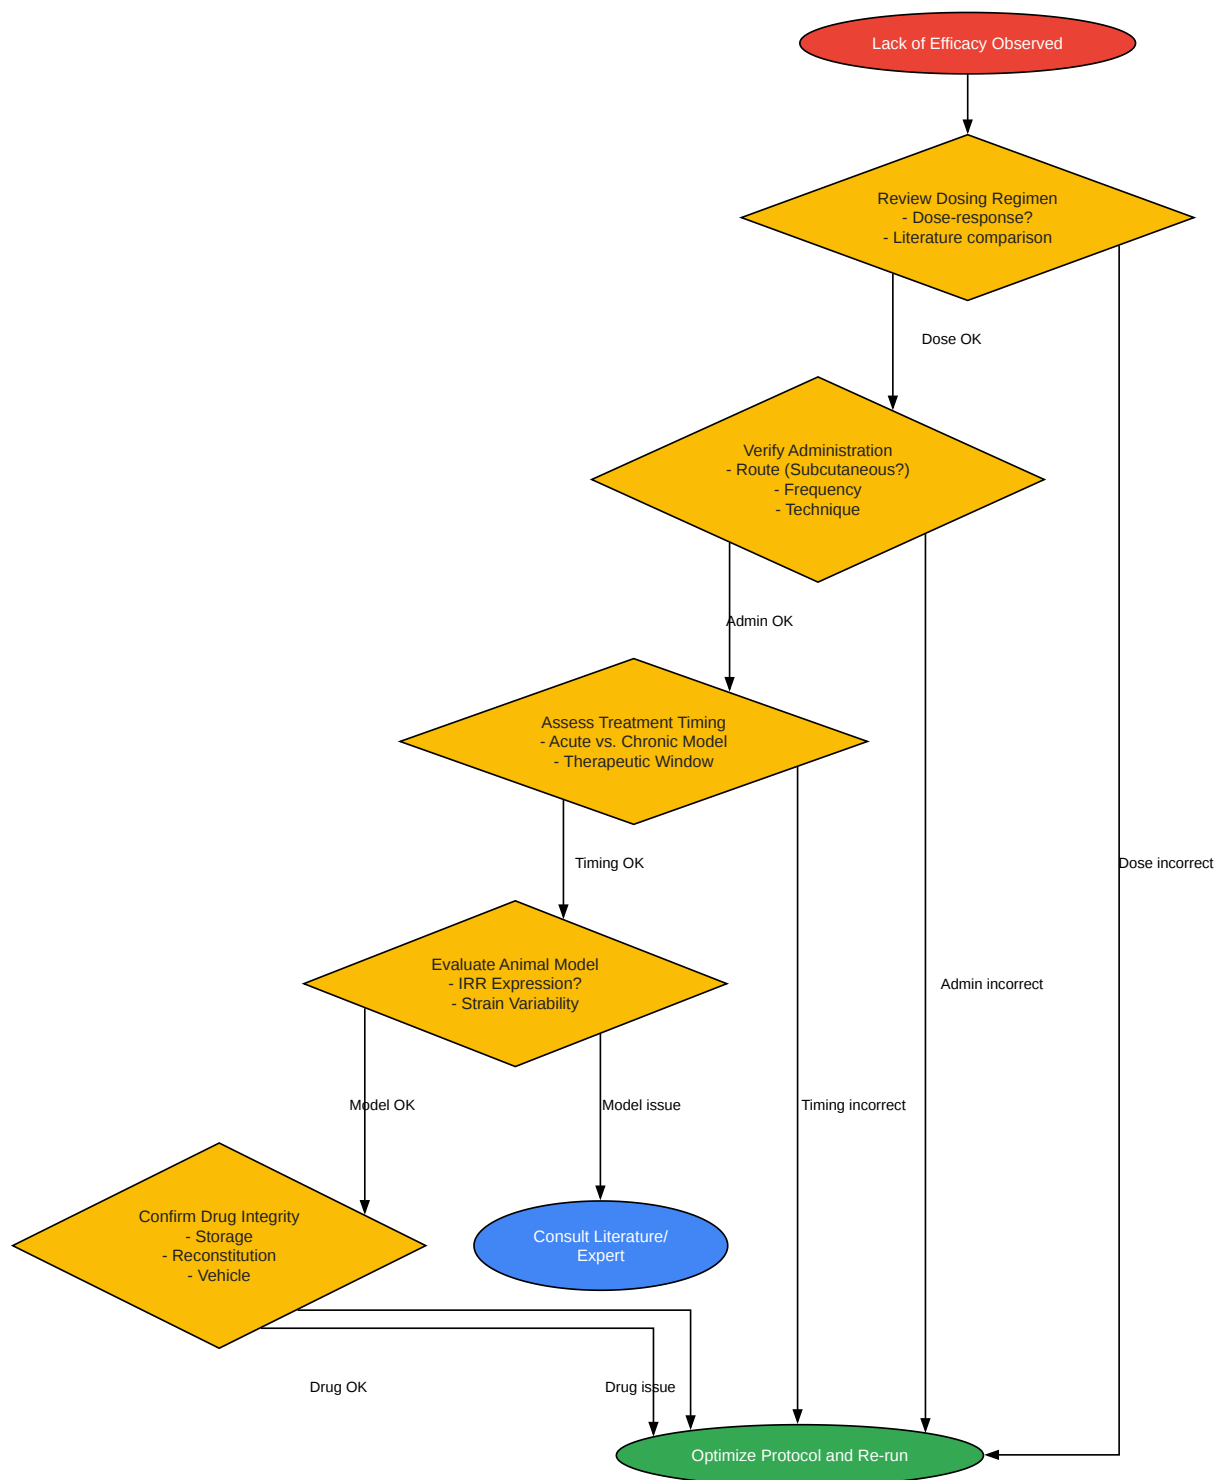 Lack of Efficacy Observed
Review Dosing Regimen
- Dose-response?
- Literature comparison
Dose OK
Verify Administration
- Route (Subcutaneous?)
- Frequency
- Technique
Admin OK
Assess Treatment Timing
- Acute vs. Chronic Model
- Therapeutic Window
Timing OK
Dose incorrect
Evaluate Animal Model
- IRR Expression?
- Strain Variability
Admin incorrect
Model OK
Model issue
Timing incorrect
Confirm Drug Integrity
- Storage
- Reconstitution
- Vehicle
Consult Literature/
Expert
Drug OK
Drug issue
Optimize Protocol and Re-run